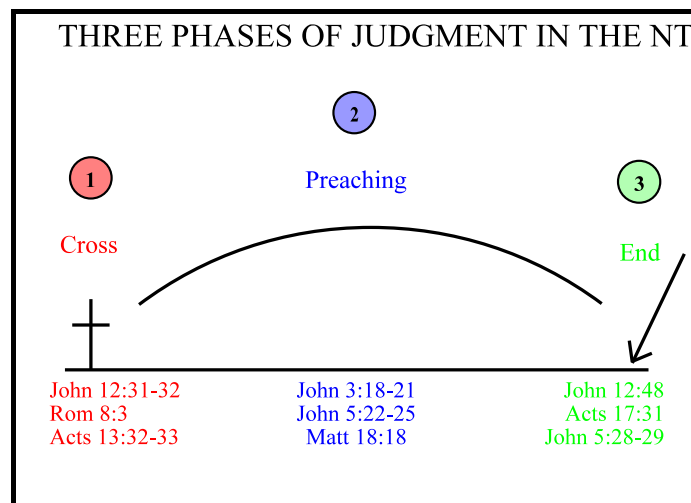 THREE PHASES OF JUDGMENT IN THE NT
2
1
3
Preaching
Cross
End
John 12:31-32
Rom 8:3
Acts 13:32-33
John 3:18-21
John 5:22-25
Matt 18:18
John 12:48
Acts 17:31
John 5:28-29